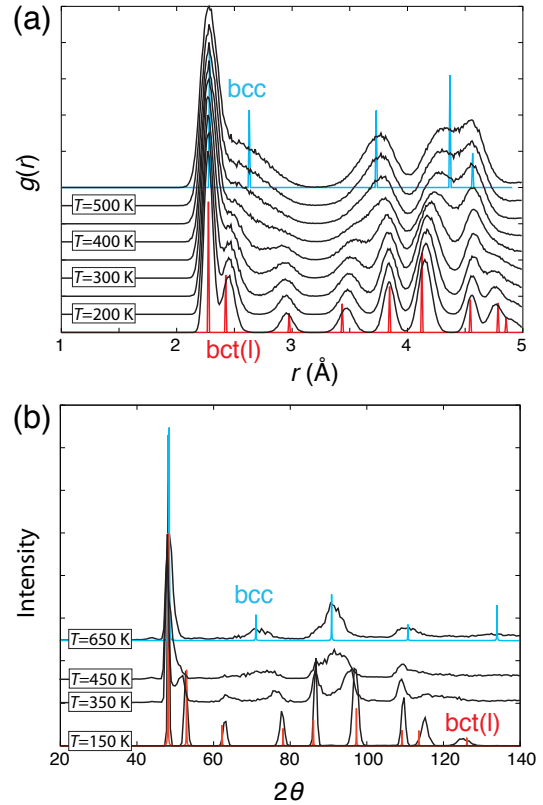 (a)
bcc
g(r)
T=500 K
T=400 K
T=300 K
T=200 K
bct(I)
1 2 3 4 5
r (Å)
(b)
Intensity
bcc
T=650 K
T=450 K
T=350 K
bct(I)
T=150 K
20 40 60 80 100 120 140
2θ